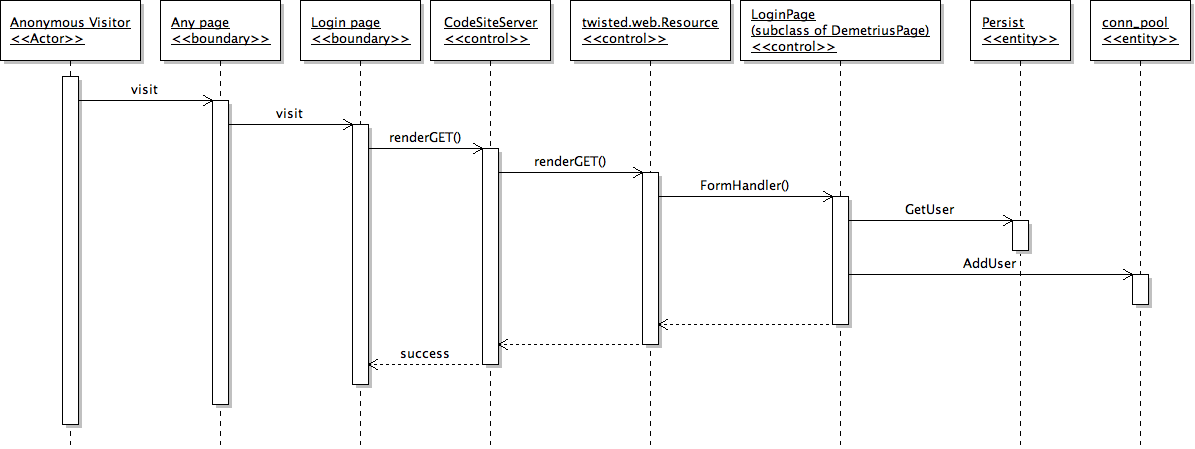 Anonymous Visitor
<<Actor>>
Any page
<<boundary>>
Login page
<<boundary>>
CodeSiteServer
<<control>>
twisted.web.Resource
<<control>>
LoginPage
(subclass of DemetriusPage)
<<control>>
Persist
<<entity>>
conn_pool
<<entity>>
visit
visit
renderGET()
renderGET()
FormHandler()
GetUser
AddUser
success